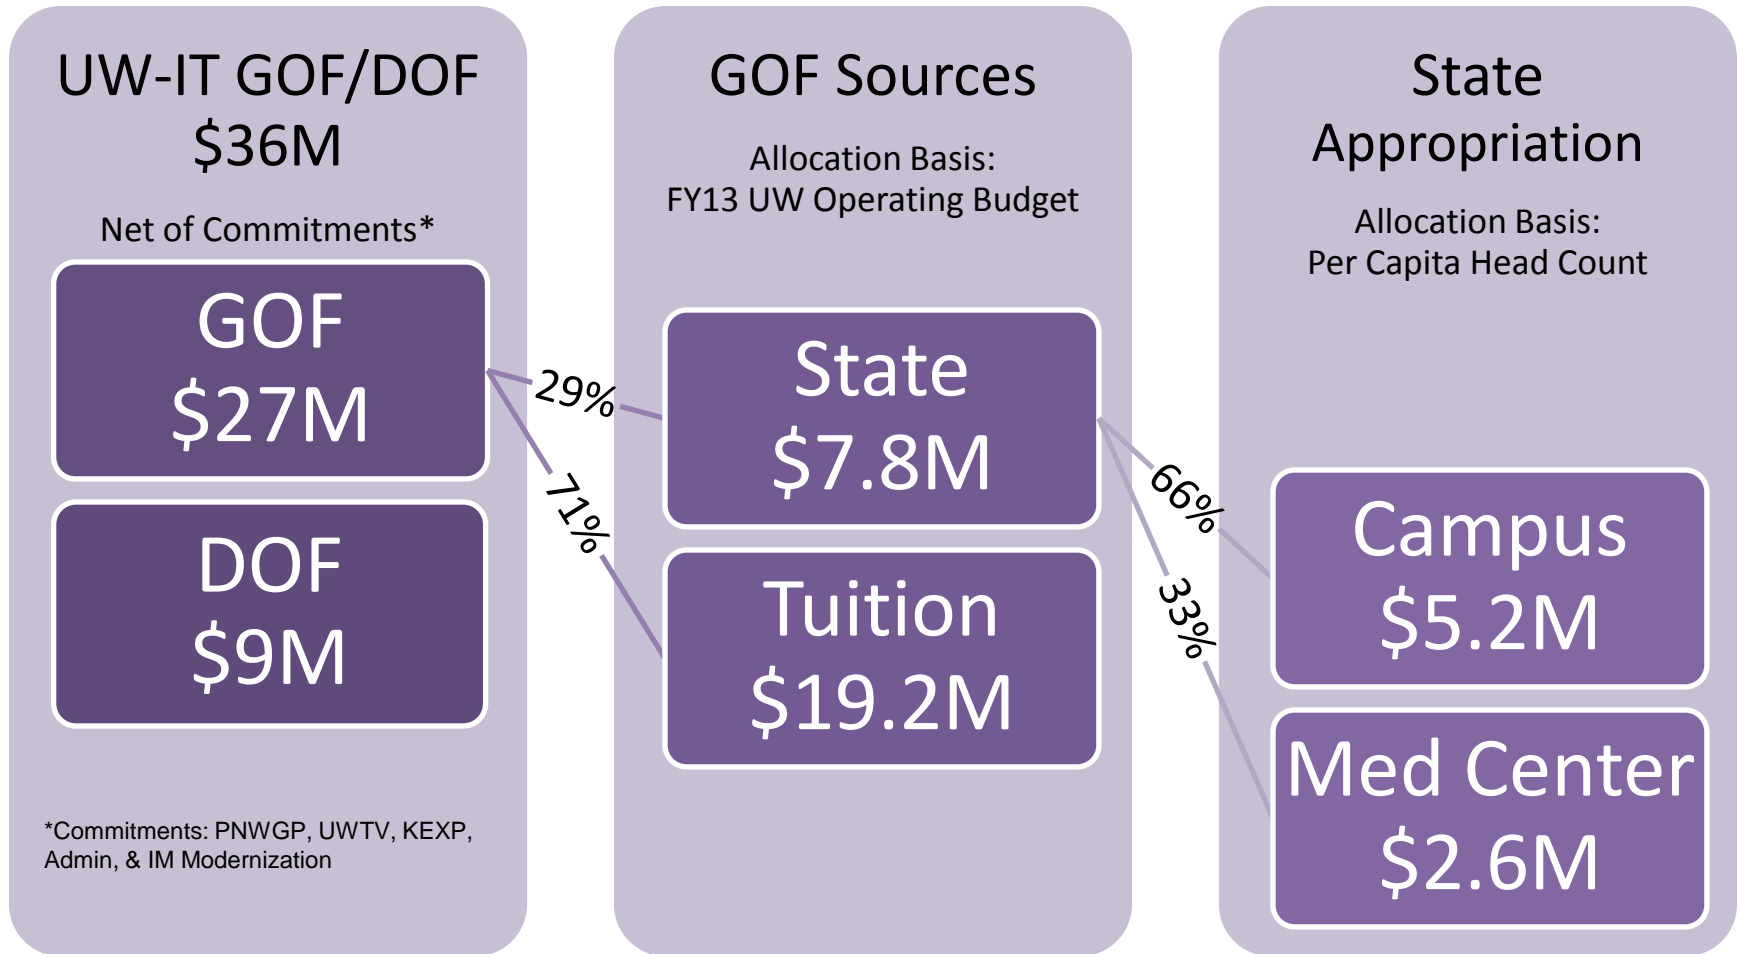 UW-IT GOF/DOF
$36M
Net of Commitments*
GOF
$27M
DOF
$9M
*Commitments: PNWGP, UWTV, KEXP,
Admin, & IM Modernization
29%
71%
GOF Sources
Allocation Basis:
FY13 UW Operating Budget
State
$7.8M
Tuition
$19.2M
66%
33%
State
Appropriation
Allocation Basis:
Per Capita Head Count
Campus
$5.2M
Med Center
$2.6M